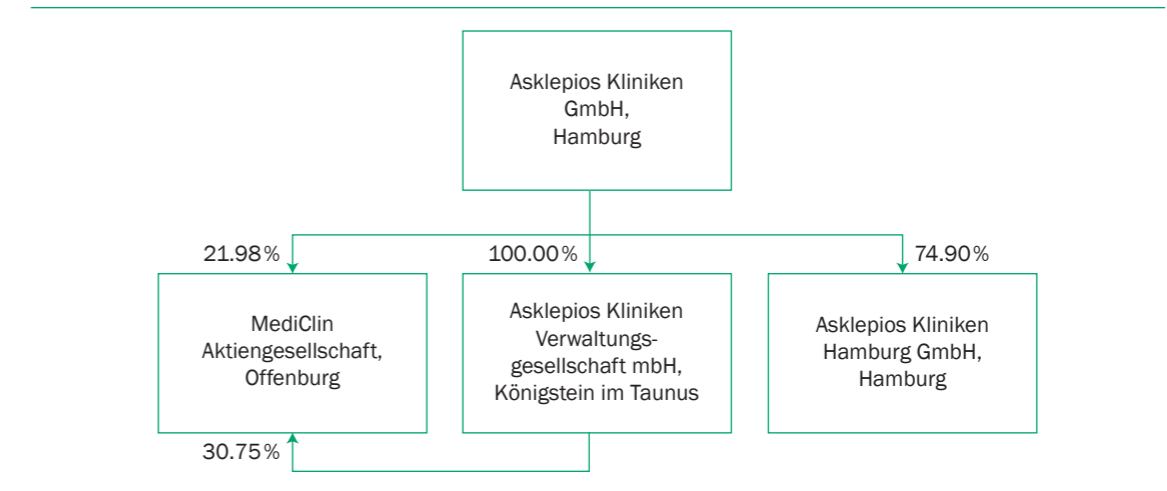 Asklepios Kliniken
GmbH,
Hamburg
21.98 %
100.00 %
74.90 %
MediClin
Aktiengesellschaft,
Offenburg
Asklepios Kliniken
Verwaltungs-
gesellschaft mbH,
Königstein im Taunus
Asklepios Kliniken
Hamburg GmbH,
Hamburg
30.75 %